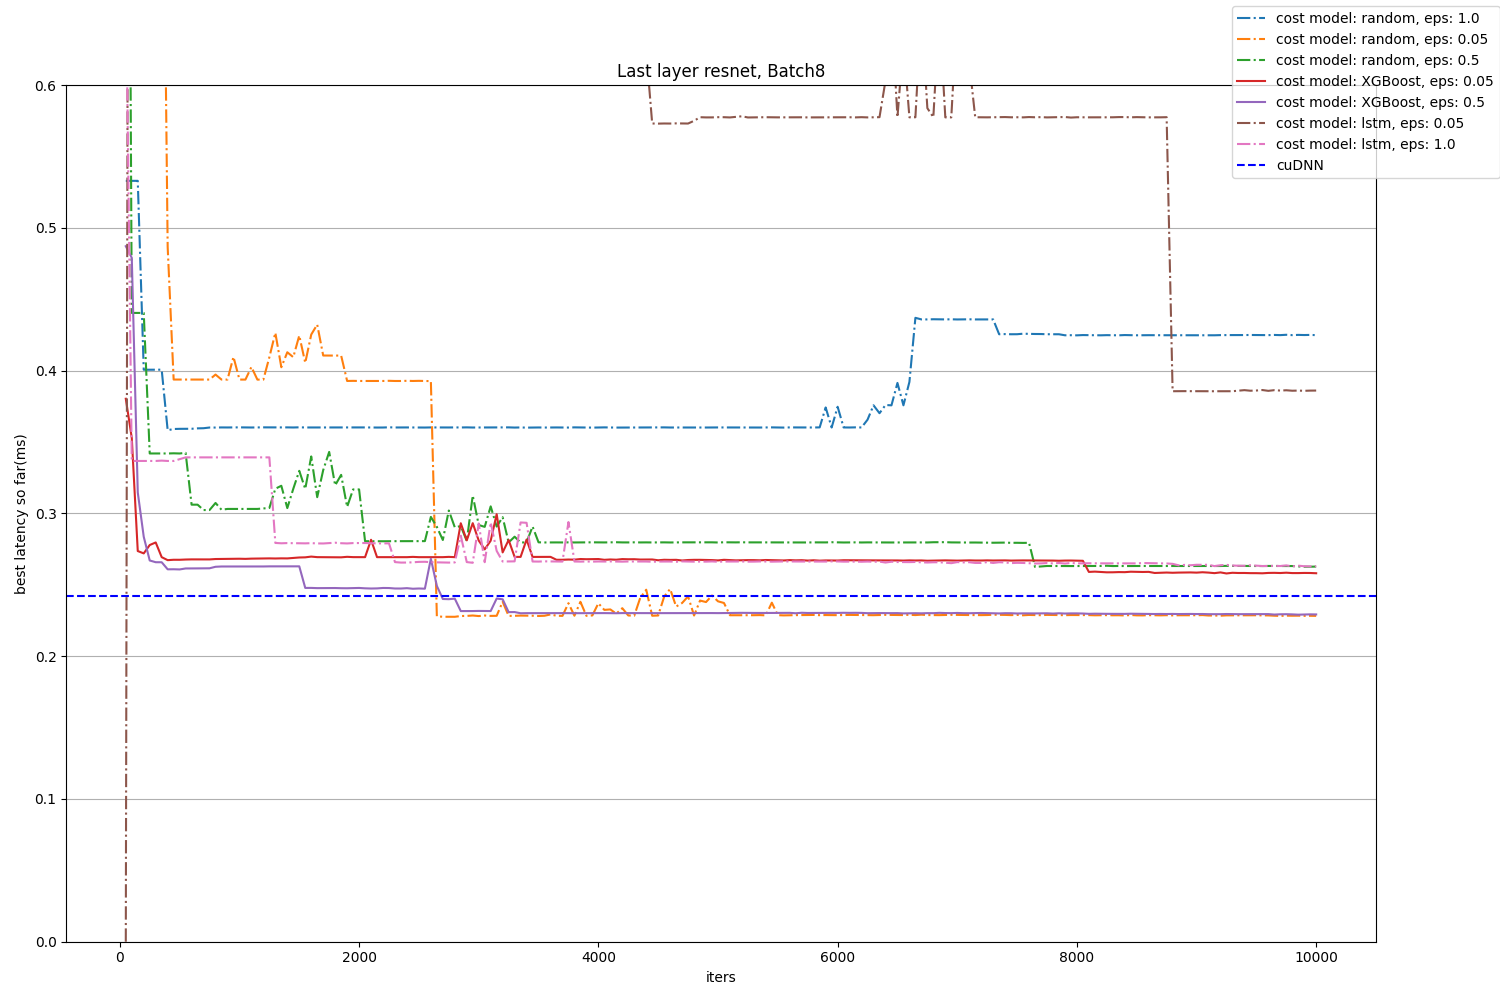 cost model: random, eps: 1.0
cost model: random, eps: 0.05
cost model: random, eps: 0.5
cost model: XGBoost, eps: 0.05
cost model: XGBoost, eps: 0.5
cost model: lstm, eps: 0.05
cost model: lstm, eps: 1.0
cuDNN
Last layer resnet, Batch8
best latency so far(ms)
0.6
0.5
0.4
0.3
0.2
0.1
0.0
0
2000
4000
6000
8000
10000
iters